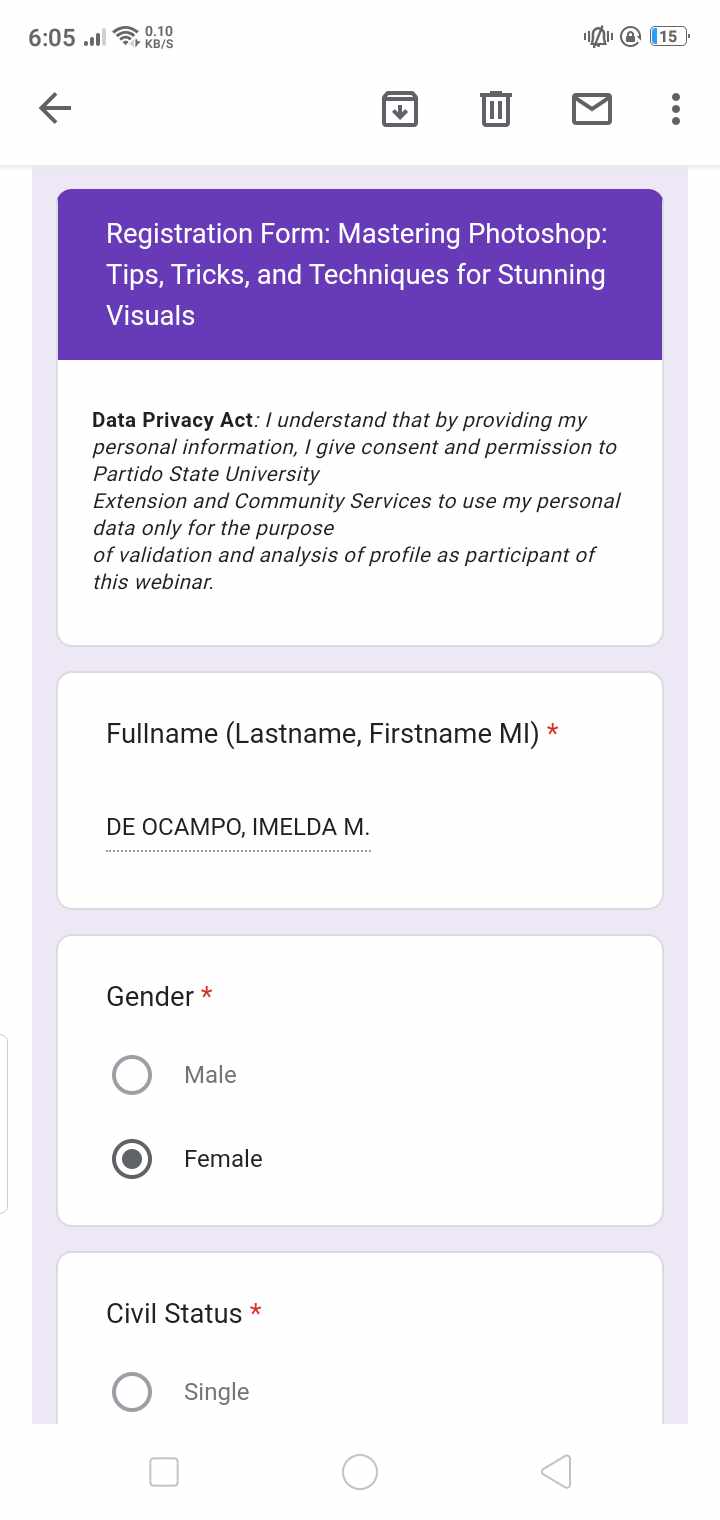 6:05 0.10 KB/S 15
Registration Form: Mastering Photoshop:
Tips, Tricks, and Techniques for Stunning
Visuals
Data Privacy Act: I understand that by providing my
personal information, I give consent and permission to
Partido State University
Extension and Community Services to use my personal
data only for the purpose
of validation and analysis of profile as participant of
this webinar.
Fullname (Lastname, Firstname MI) *
DE OCAMPO, IMELDA M.
Gender *
Male
Female
Civil Status *
Single